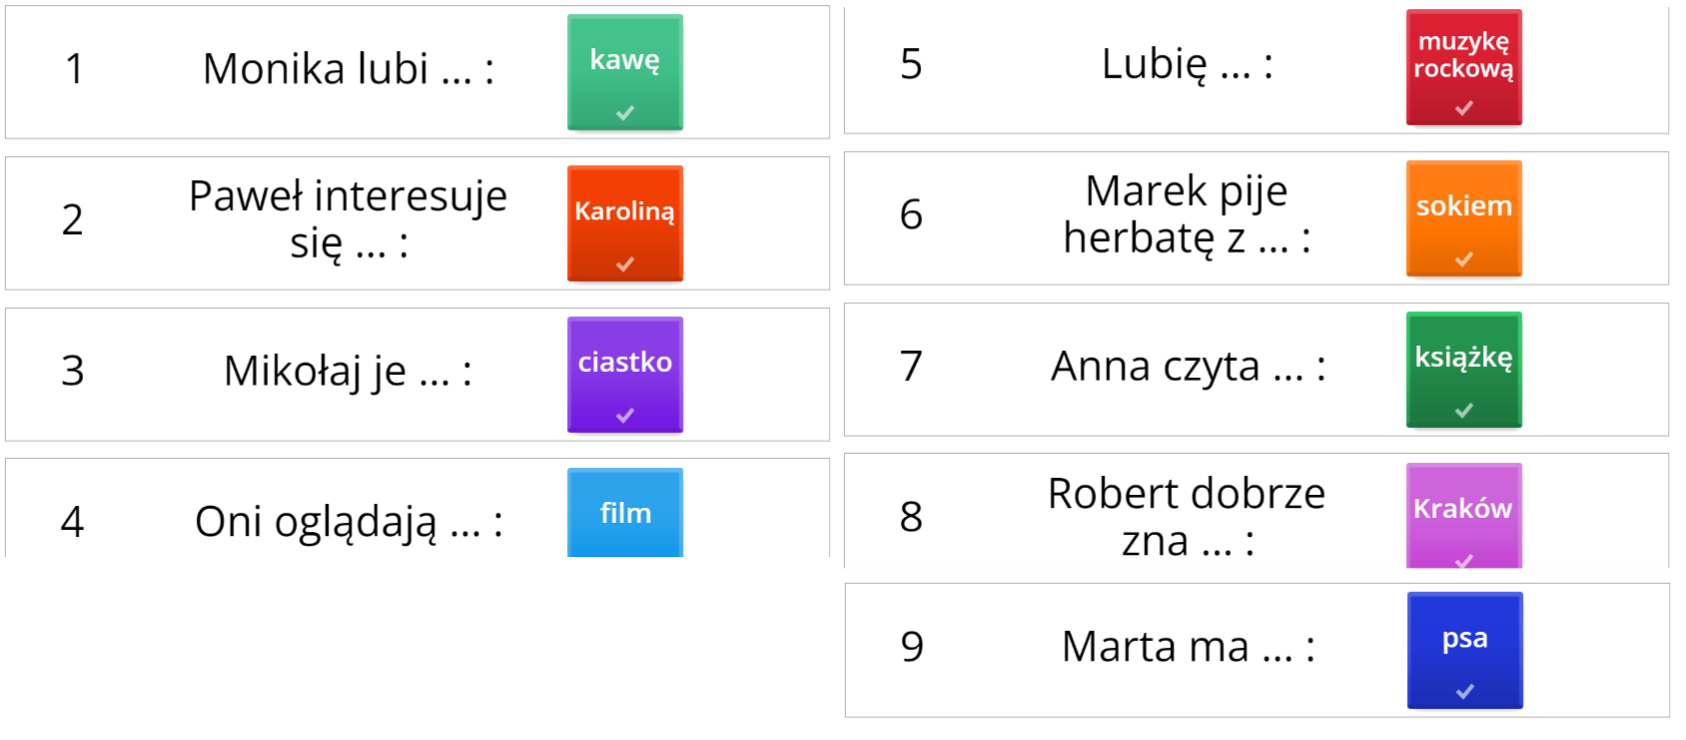 1
Monika lubi ... :
kawę
2
Paweł interesuje
się ... :
Karoliną
3
Mikołaj je ... :
ciastko
4
Oni oglądają ... :
film
5
Lubię ... :
muzykę
rockową
6
Marek pije
herbatę z ... :
sokiem
7
Anna czyta ... :
książkę
8
Robert dobrze
zna ... :
Kraków
9
Marta ma ... :
psa